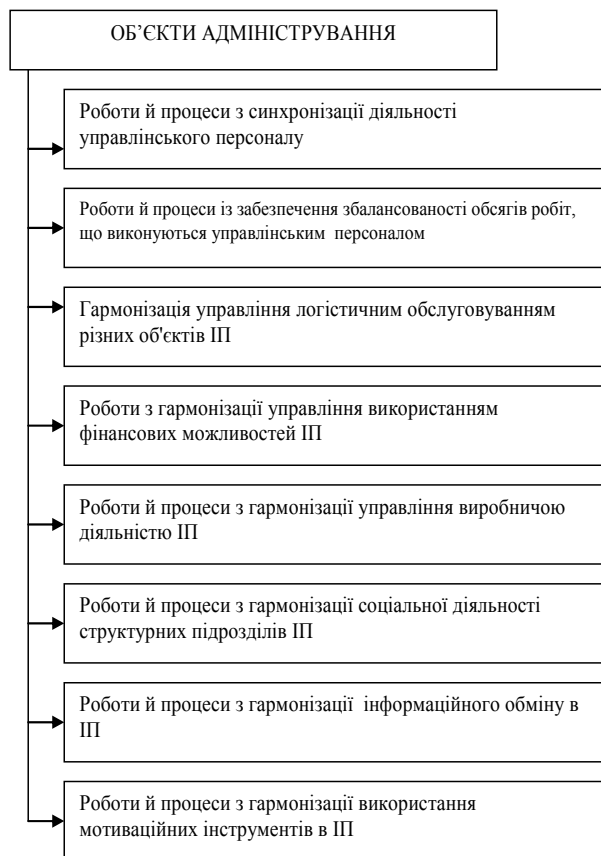 ОБ’ЄКТИ АДМІНІСТРУВАННЯ
Роботи й процеси з синхронізації діяльності
управлінського персоналу
Роботи й процеси із забезпечення збалансованості обсягів робіт,
що виконуються управлінським персоналом
Гармонізація управління логістичним обслуговуванням
різних об'єктів ІП
Роботи з гармонізації управління використанням
фінансових можливостей ІП
Роботи й процеси з гармонізації управління виробничою
діяльністю ІП
Роботи й процеси з гармонізації соціальної діяльності
структурних підрозділів ІП
Роботи й процеси з гармонізації інформаційного обміну в
ІП
Роботи й процеси з гармонізації використання
мотиваційних інструментів в ІП